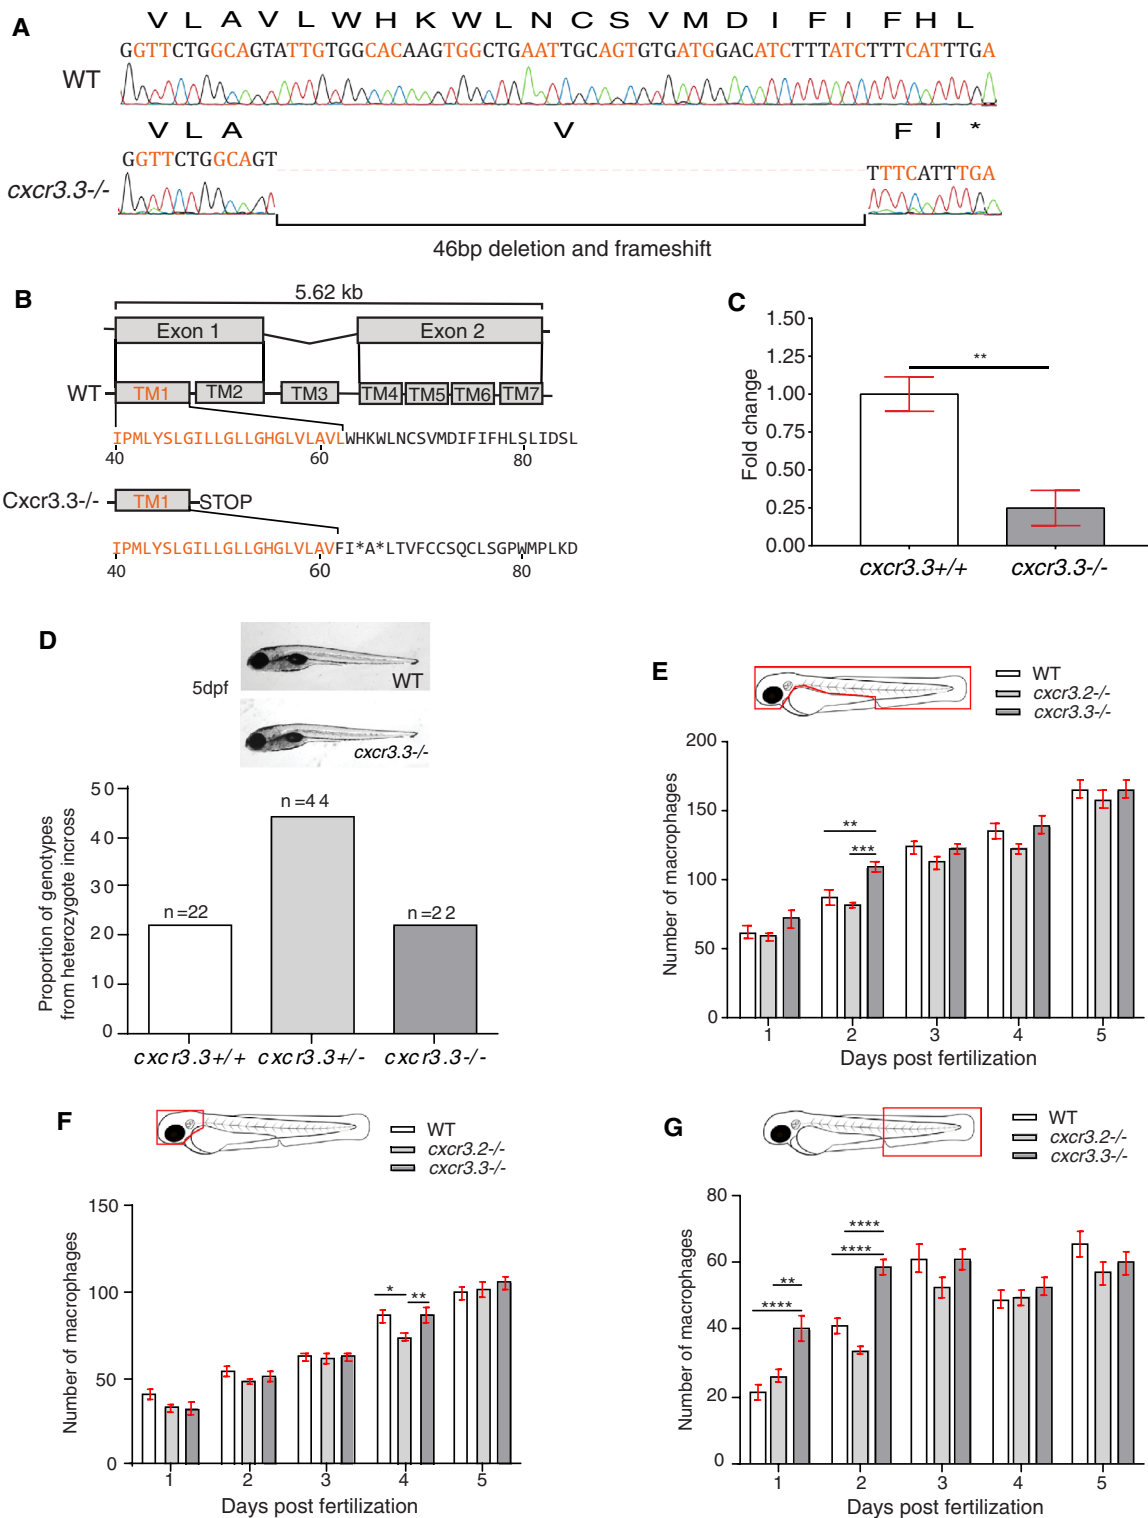 A
V L A V L W H K W L N C S V M D I F I F H L
GGTTCTGGCAGTATTGTGGCACAAGTGGCTGAATTGCAGTGTGATGGACATCTTTATCTTTCATTTGA
WT
V L A V F I *
GGTTCTGGCAGT TTTCATTTGA
cxcr3.3-/-
46bp deletion and frameshift
B
5.62 kb
Exon 1 Exon 2
WT TM1 TM2 TM3 TM4 TM5 TM6 TM7
IPMLYSLGILLGLLGHGLVLAVLWHKWLNCSVMDIFIFHLSLIDSL
40 60 80
Cxcr3.3-/- TM1 STOP
IPMLYSLGILLGLLGHGLVLAVFI*A*LTVFCCSQCLSGPWMPLKD
40 60 80
C
Fold change
1.50
1.25
1.00
0.75
0.50
0.25
0.00
**
cxcr3.3+/+ cxcr3.3-/-
D
5dpf
WT
cxcr3.3-/-
Proportion of genotypes
from heterozygote incross
50
40
30
20
10
0
n=22 n=44 n=22
cxcr3.3+/+ cxcr3.3+/- cxcr3.3-/-
E
WT
cxcr3.2-/-
cxcr3.3-/-
Number of macrophages
200
150
100
50
0
**
***
1 2 3 4 5
Days post fertilization
F
WT
cxcr3.2-/-
cxcr3.3-/-
Number of macrophages
150
100
50
0
* **
1 2 3 4 5
Days post fertilization
G
WT
cxcr3.2-/-
cxcr3.3-/-
Number of macrophages
80
60
40
20
0
**
****
****
****
1 2 3 4 5
Days post fertilization